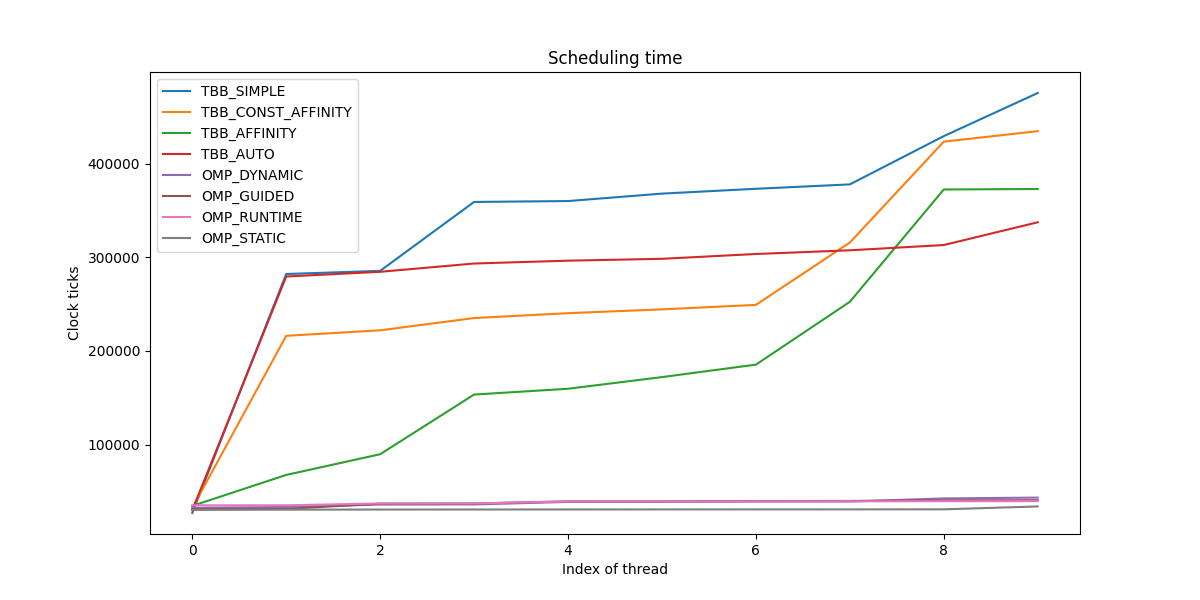 Scheduling time
TBB_SIMPLE
TBB_CONST_AFFINITY
TBB_AFFINITY
TBB_AUTO
OMP_DYNAMIC
OMP_GUIDED
OMP_RUNTIME
OMP_STATIC
Clock ticks
400000
300000
200000
100000
0 2 4 6 8
Index of thread